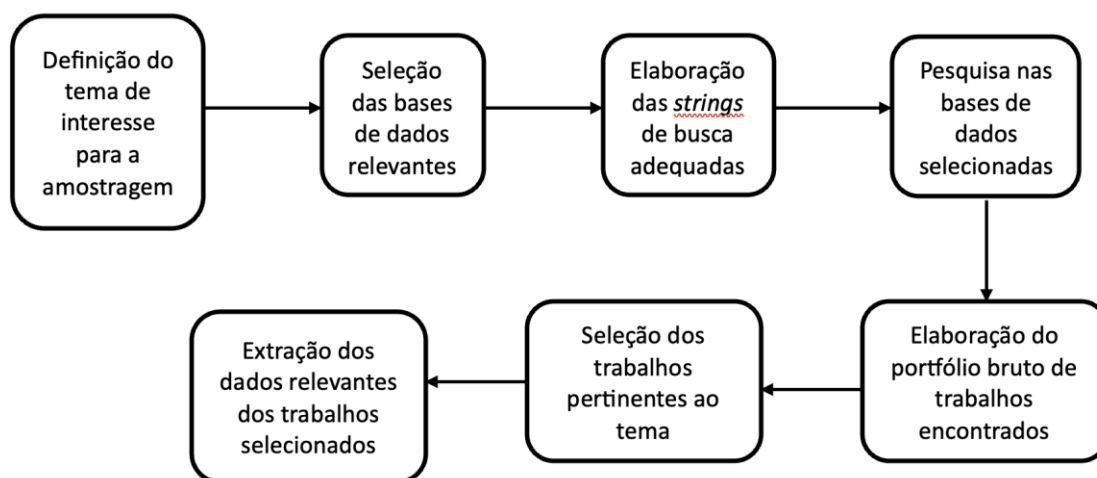 Definição do
tema de
interesse
para a
amostragem
Seleção
das bases
de dados
relevantes
Elaboração
das strings
de busca
adequadas
Pesquisa nas
bases de
dados
selecionadas
Elaboração do
portfólio bruto de
trabalhos
encontrados
Seleção dos
trabalhos
pertinentes ao
tema
Extração dos
dados relevantes
dos trabalhos
selecionados